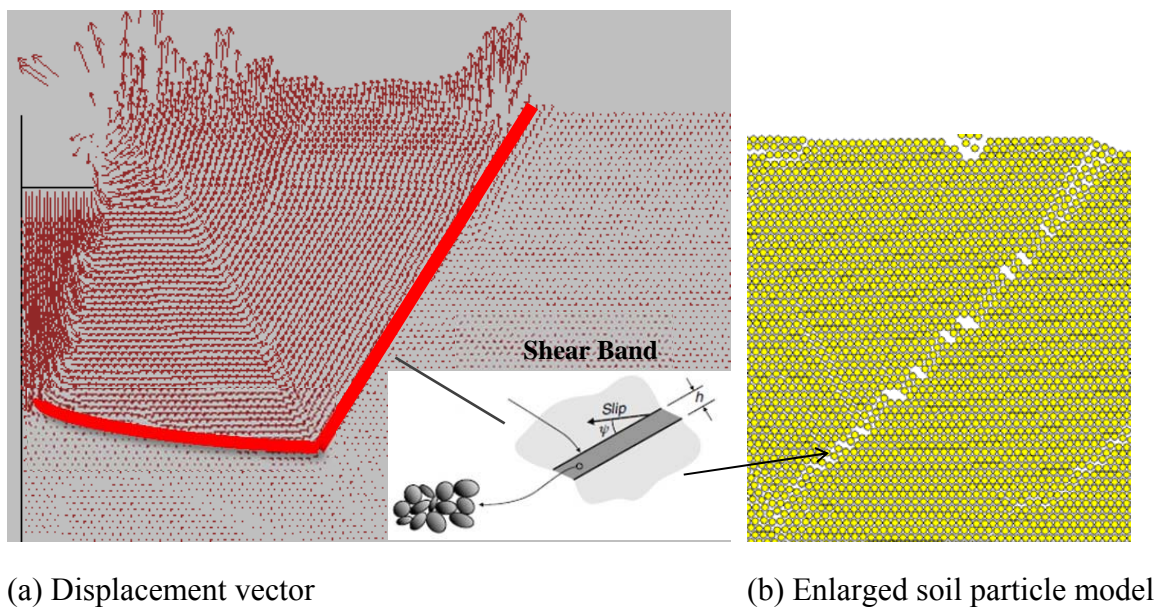 Shear Band
Slip
h
ψ
(a) Displacement vector
(b) Enlarged soil particle model